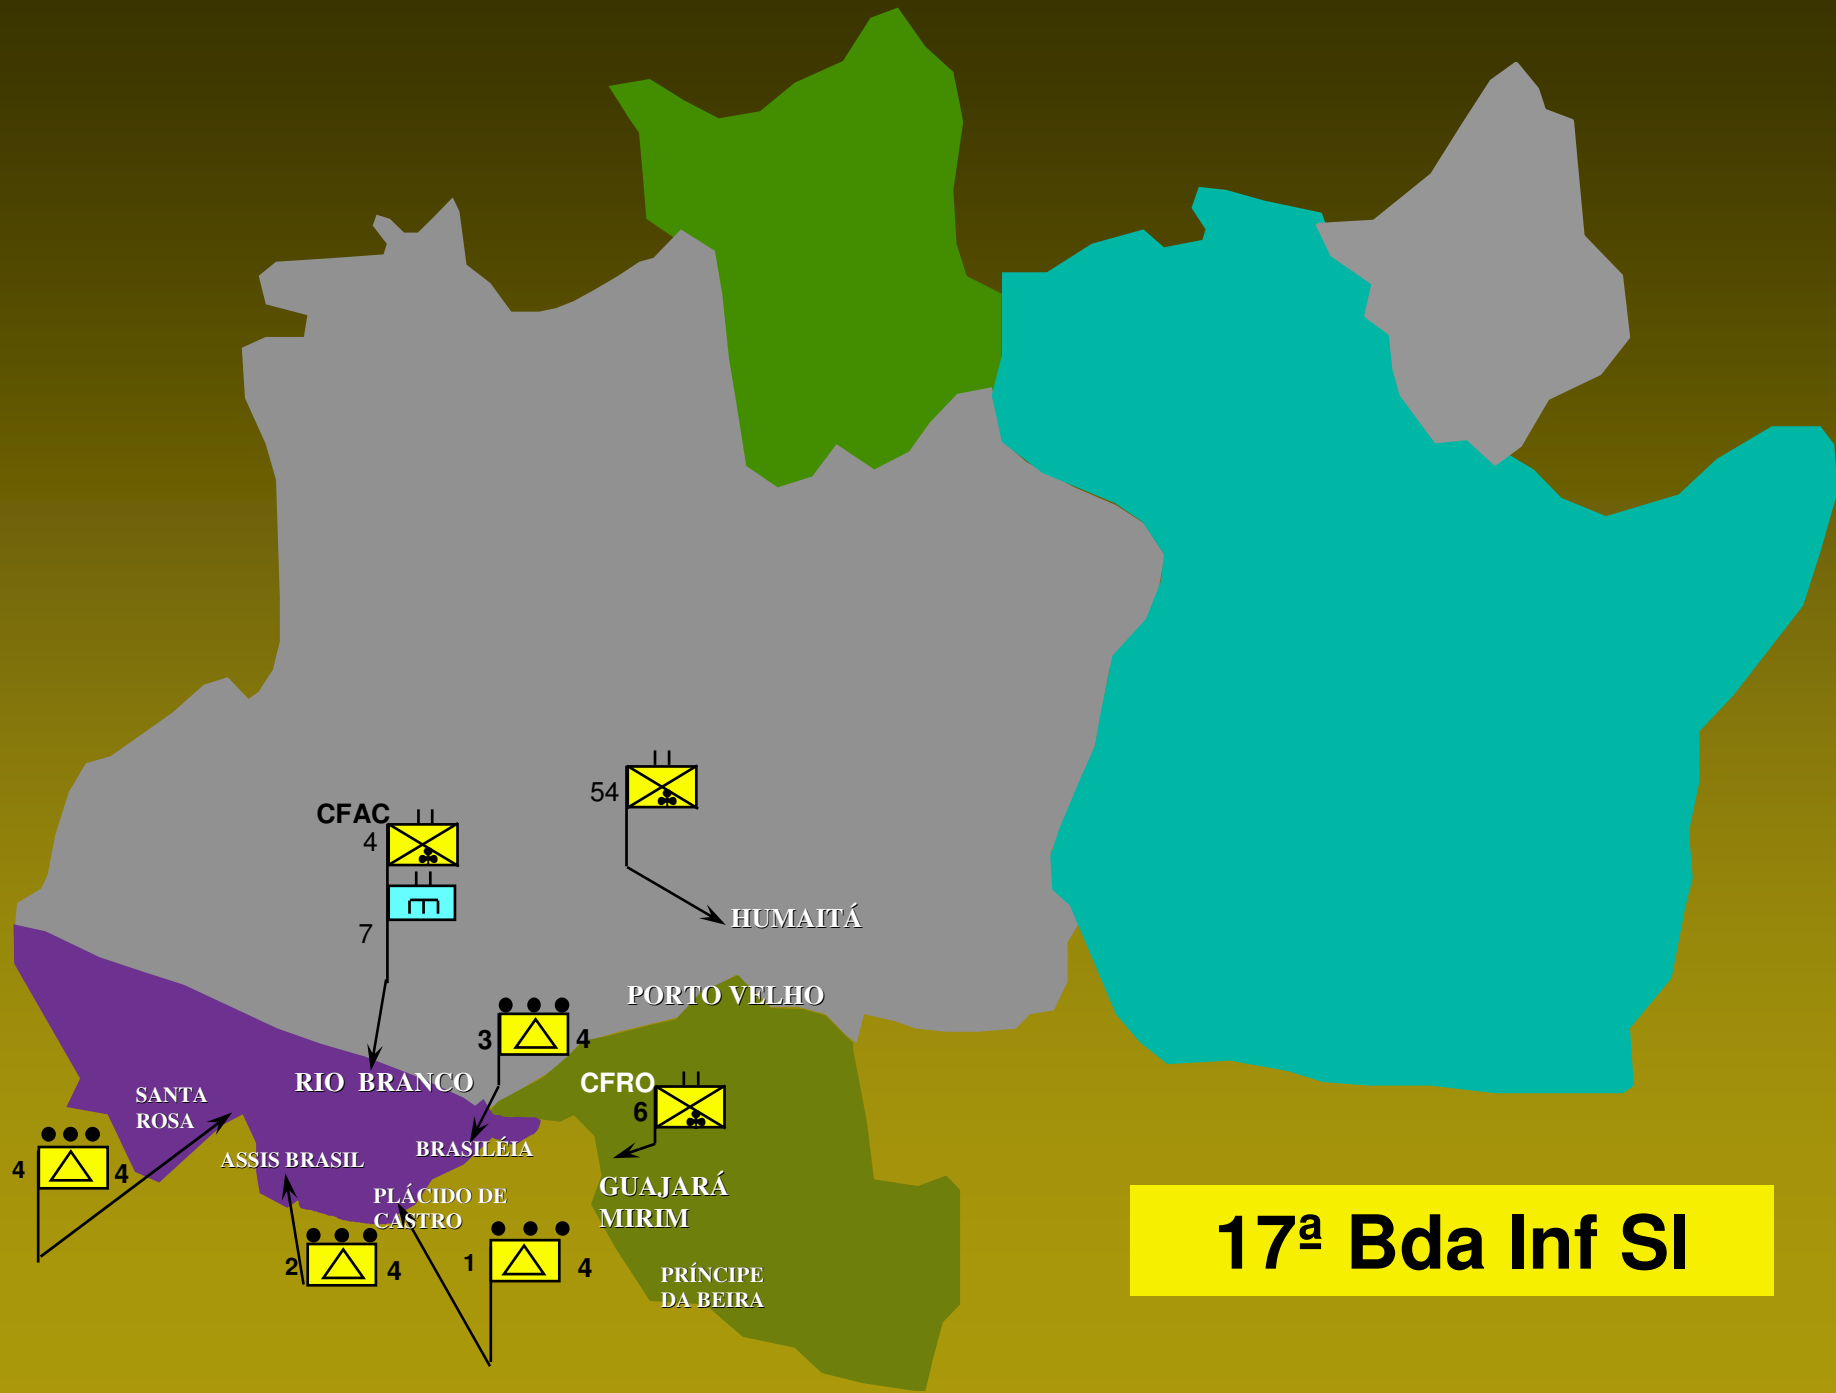 54
CFAC
4
7
HUMAITÁ
PORTO VELHO
3
4
RIO BRANCO
CFRO
6
SANTA
ROSA
BRASILÉIA
ASSIS BRASIL
4
4
GUAJARÁ
MIRIM
PLÁCIDO DE
CASTRO
2
4
1
4
PRÍNCIPE
DA BEIRA
17ª Bda Inf Sl